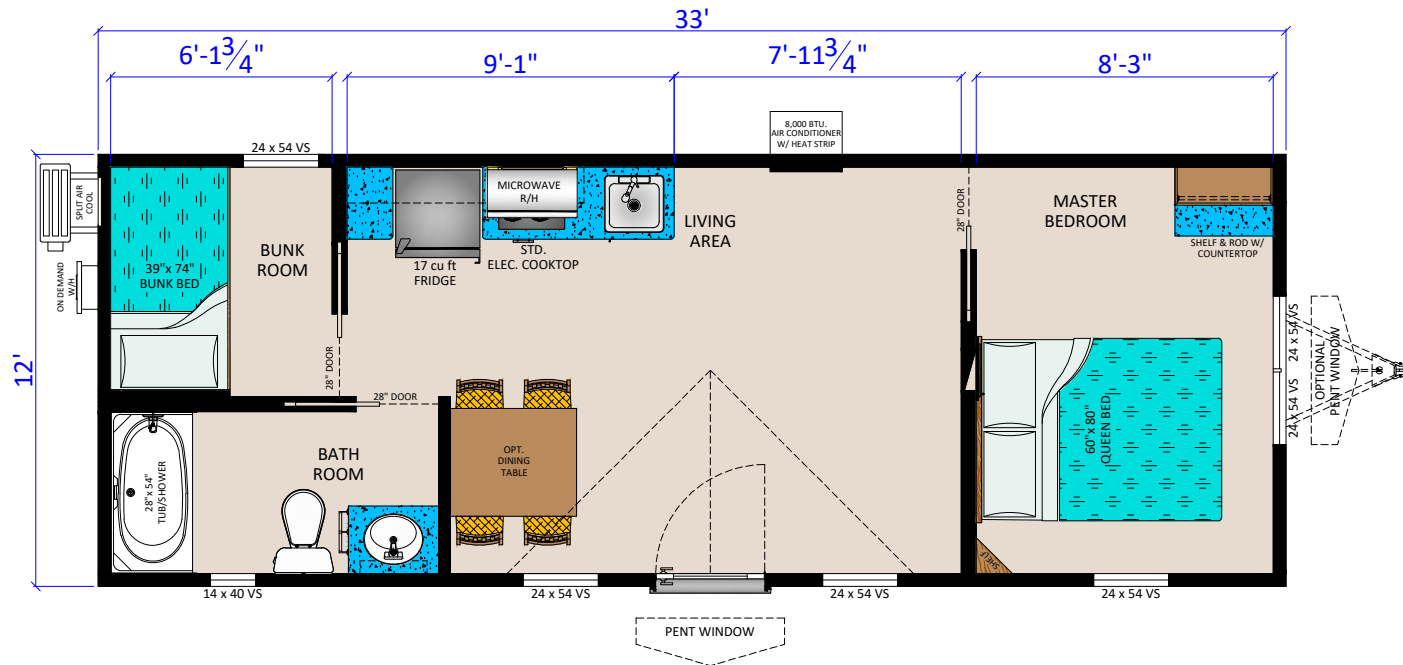 33'
6'-1 3/4"
9'-1"
7'-11 3/4"
8'-3"
12'
8,000 BTU.
AIR CONDITIONER
W/ HEAT STRIP
24 x 54 VS
SPLIT AIR
COOL
ON DEMAND
W/H
39"x 74"
BUNK BED
BUNK
ROOM
28" DOOR
MICROWAVE
R/H
STD.
ELEC. COOKTOP
17 cu ft
FRIDGE
LIVING
AREA
28" DOOR
MASTER
BEDROOM
SHELF & ROD W/
COUNTERTOP
24 x 54 VS
24 x 54 VS
OPTIONAL
PENT WINDOW
60"x 80"
QUEEN BED
SHELF
28" DOOR
BATH
ROOM
28"x 54"
TUB/SHOWER
OPT.
DINING
TABLE
14 x 40 VS
24 x 54 VS
24 x 54 VS
24 x 54 VS
PENT WINDOW